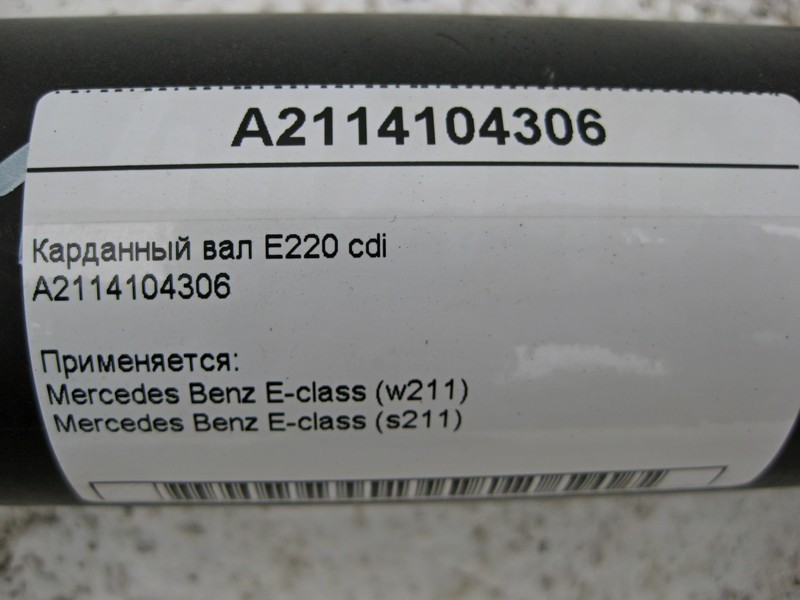 A2114104306
Карданный вал E220 cdi
A2114104306
Применяется:
Mercedes Benz E-class (w211)
Mercedes Benz E-class (s211)